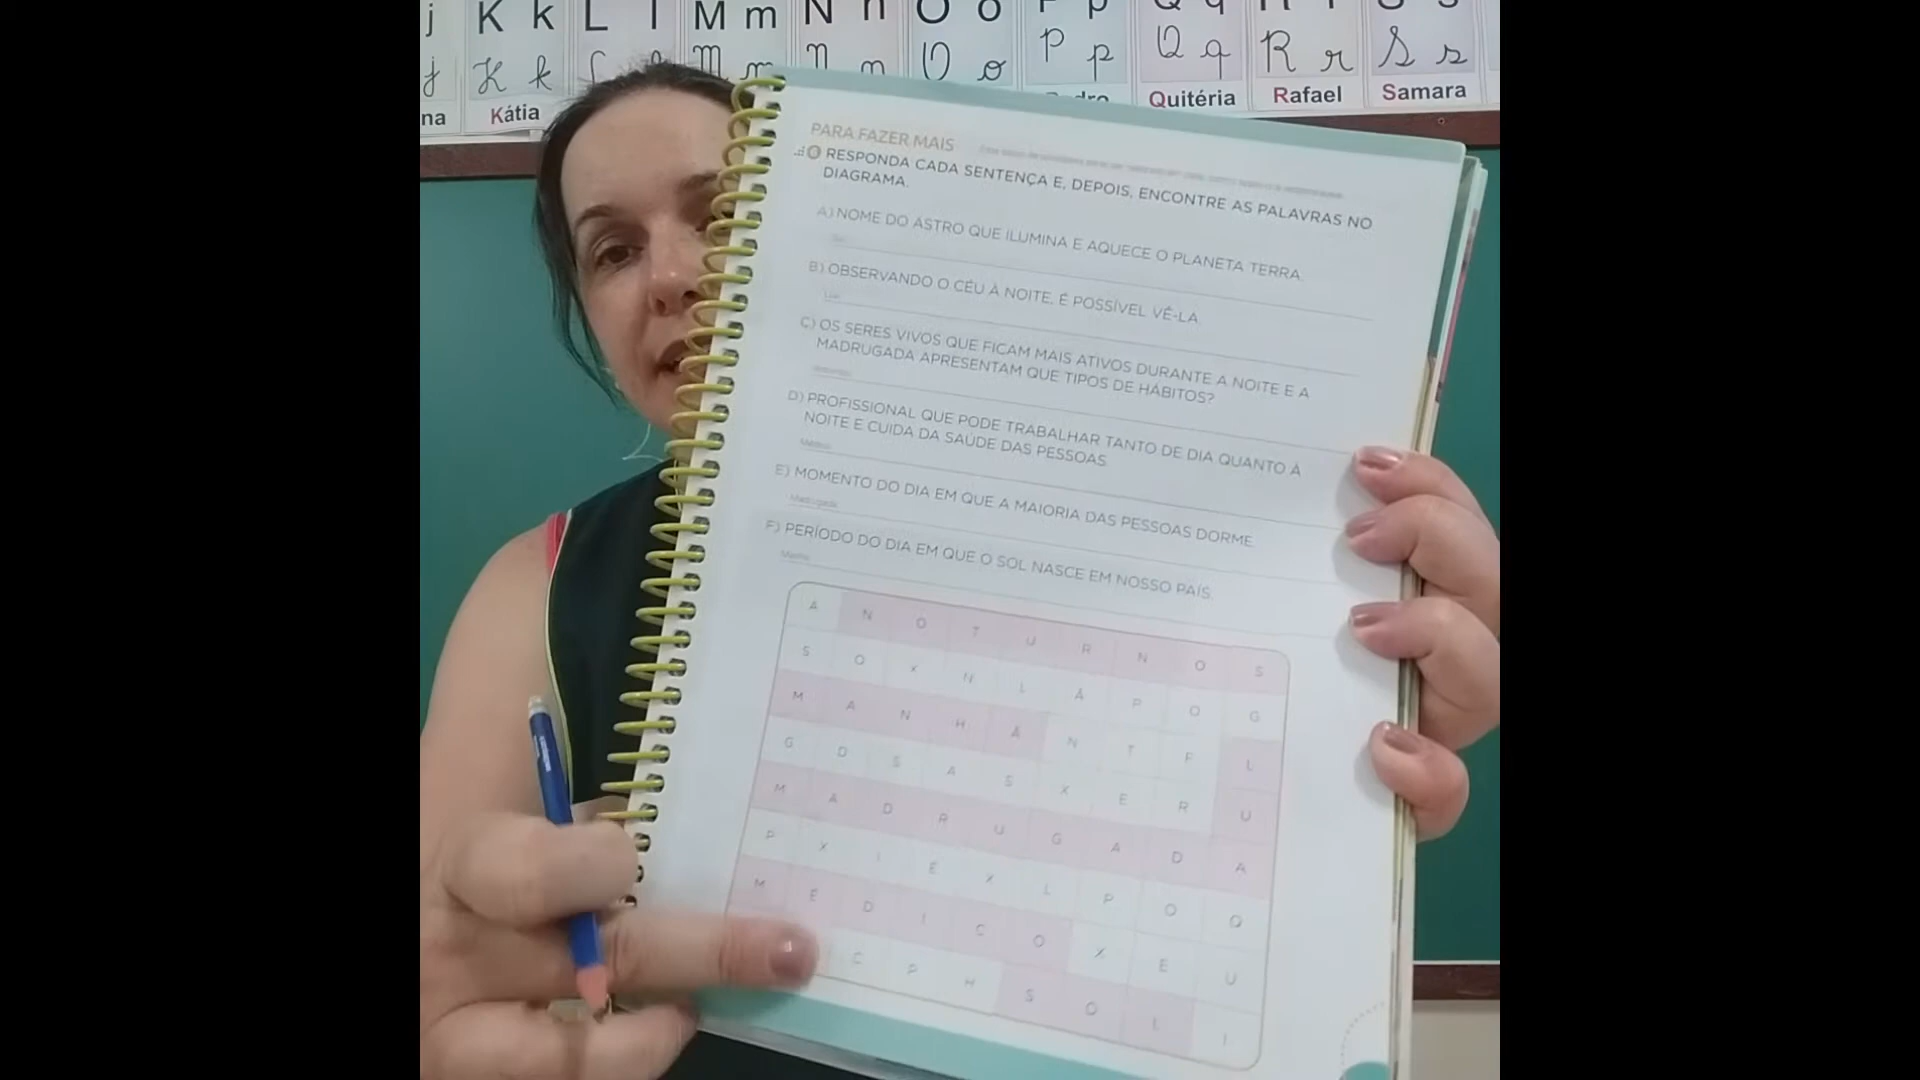 j K k L l M m N n O o P p Q q R r S s
j K k L M m N n O o P p Q q R r S s
na Kátia Quitéria Rafael Samara
PARA FAZER MAIS
RESPONDA CADA SENTENÇA E, DEPOIS, ENCONTRE AS PALAVRAS NO
DIAGRAMA.
A) NOME DO ASTRO QUE ILUMINA E AQUECE O PLANETA TERRA.
B) OBSERVANDO O CÉU À NOITE, É POSSÍVEL VÊ-LA.
C) OS SERES VIVOS QUE FICAM MAIS ATIVOS DURANTE A NOITE E A
MADRUGADA APRESENTAM QUE TIPOS DE HÁBITOS?
D) PROFISSIONAL QUE PODE TRABALHAR TANTO DE DIA QUANTO À
NOITE E CUIDA DA SAÚDE DAS PESSOAS.
E) MOMENTO DO DIA EM QUE A MAIORIA DAS PESSOAS DORME.
Madrugada.
F) PERÍODO DO DIA EM QUE O SOL NASCE EM NOSSO PAÍS.
Manhã.
A N O T U R N O S
S O X N L A P O G
M A N H Ã N T F L
G D S A S X E R U
M A D R U G A D A
P X I E X L P O Q
M É D I C O X E U
C P H S O L I